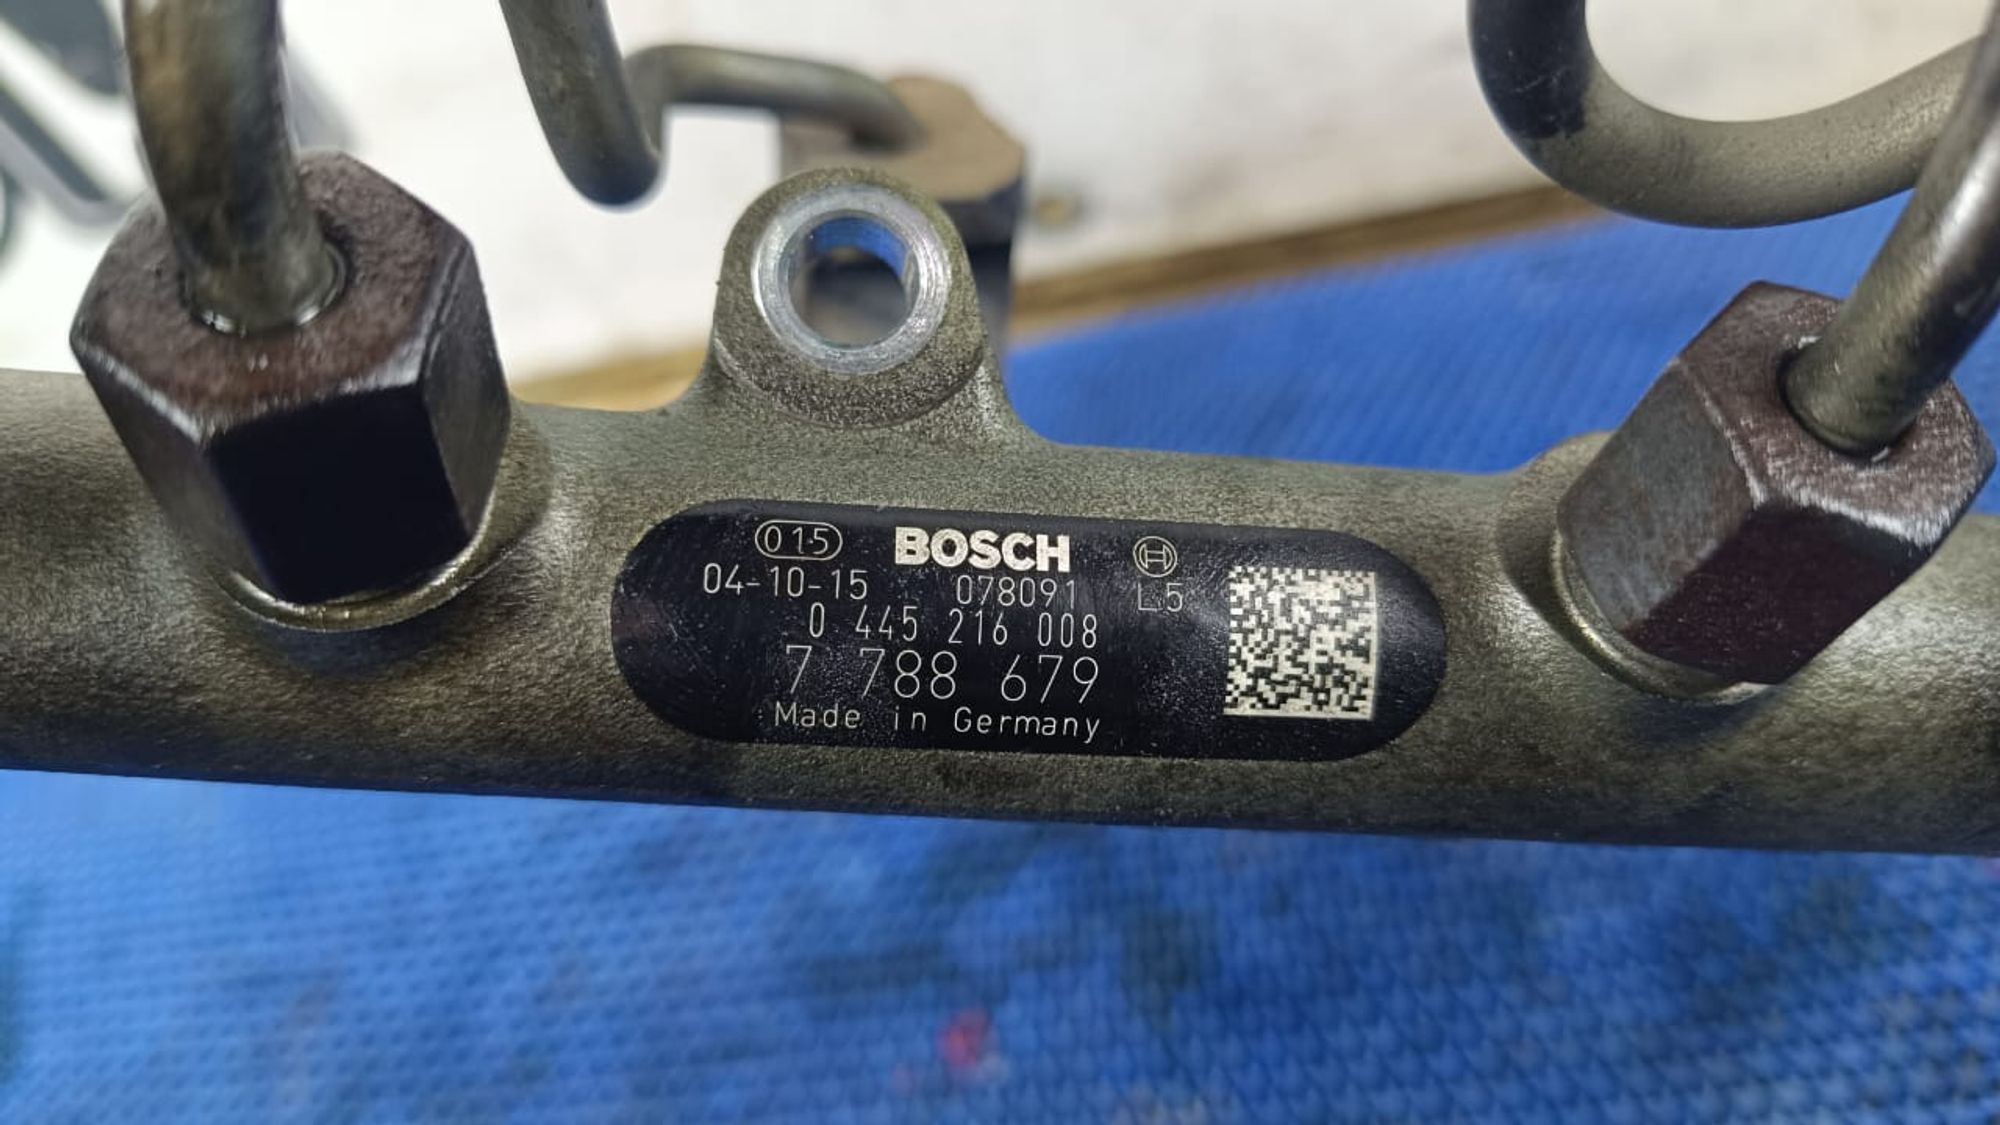 015 BOSCH
04-10-15 078091 L5
0 445 216 008
7 788 679
Made in Germany